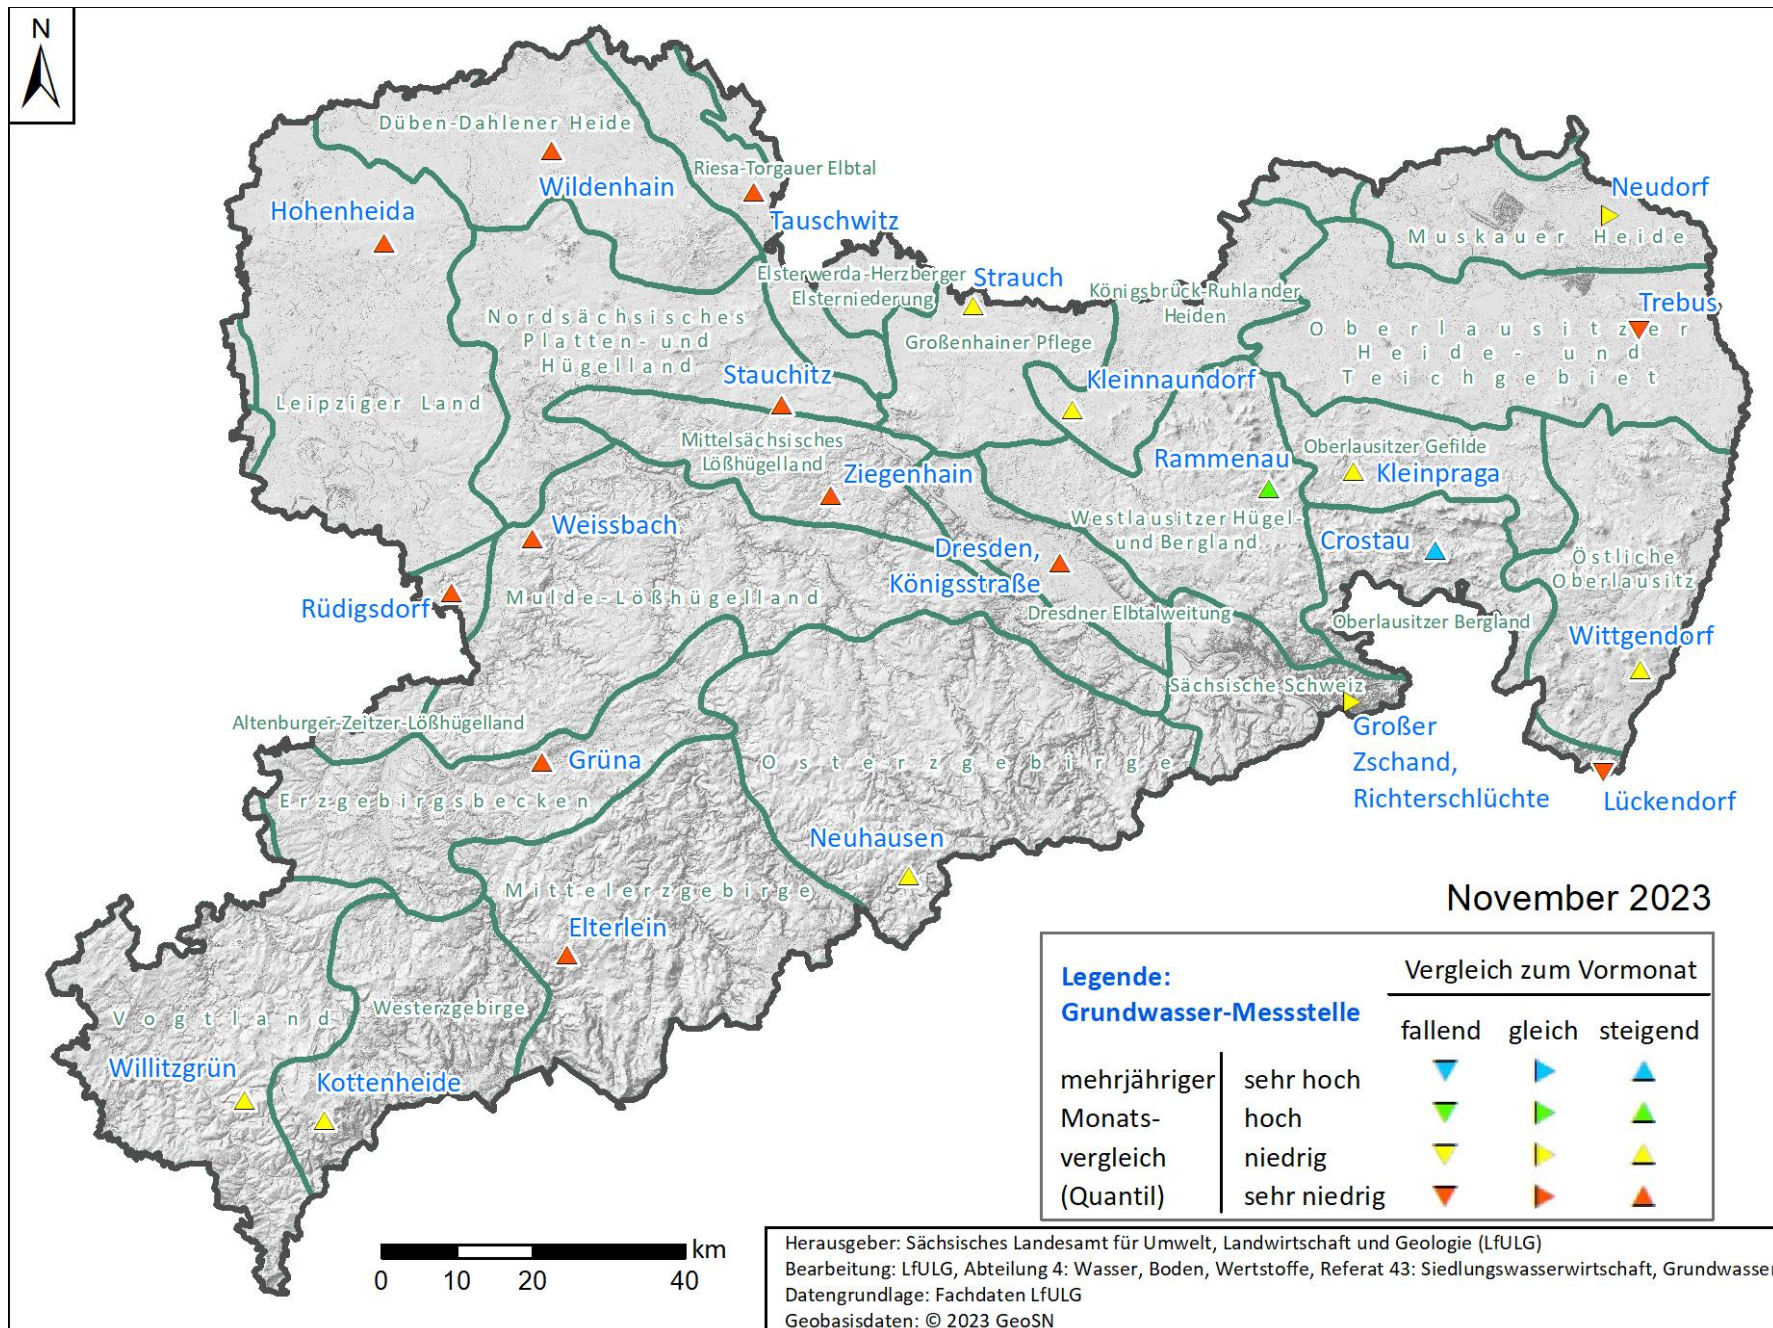 N
Düben-Dahlener Heide
Wildenhain
Riesa-Torgauer Elbtal
Tauschwitz
Hohenheida
Neudorf
Muskauer Heide
Elsterwerda-Herzberger
Elsterniederung
Strauch
Königsbrück-Ruhlander
Heiden
Trebus
Oberlausitzer
Heide- und
Teichgebiet
Nordsächsisches
Platten- und
Hügelland
Großenhainer Pflege
Stauchitz
Kleinnaundorf
Leipziger Land
Mittelsächsisches
Lößhügelland
Ziegenhain
Rammenau
Oberlausitzer Gefilde
Kleinpraga
Weissbach
Westlausitzer Hügel-
und Bergland
Dresden,
Königsstraße
Crostau
Östliche
Oberlausitz
Rüdigsdorf
Mulde-Lößhügelland
Dresdner Elbtalweitung
Oberlausitzer Bergland
Wittgendorf
Sächsische Schweiz
Altenburger-Zeitzer-Lößhügelland
Großer
Zschand,
Richterschlüchte
Grüna
Osterzgebirge
Erzgebirgsbecken
Lückendorf
Neuhausen
Mittelerzgebirge
Elterlein
Vogtland
Westerzgebirge
Willitzgrün
Kottenheide
November 2023
Legende:
Grundwasser-Messstelle
Vergleich zum Vormonat
fallend gleich steigend
mehrjähriger sehr hoch
Monats- hoch
vergleich niedrig
(Quantil) sehr niedrig
km
0 10 20 40
Herausgeber: Sächsisches Landesamt für Umwelt, Landwirtschaft und Geologie (LfULG)
Bearbeitung: LfULG, Abteilung 4: Wasser, Boden, Wertstoffe, Referat 43: Siedlungswasserwirtschaft, Grundwasser
Datengrundlage: Fachdaten LfULG
Geobasisdaten: © 2023 GeoSN